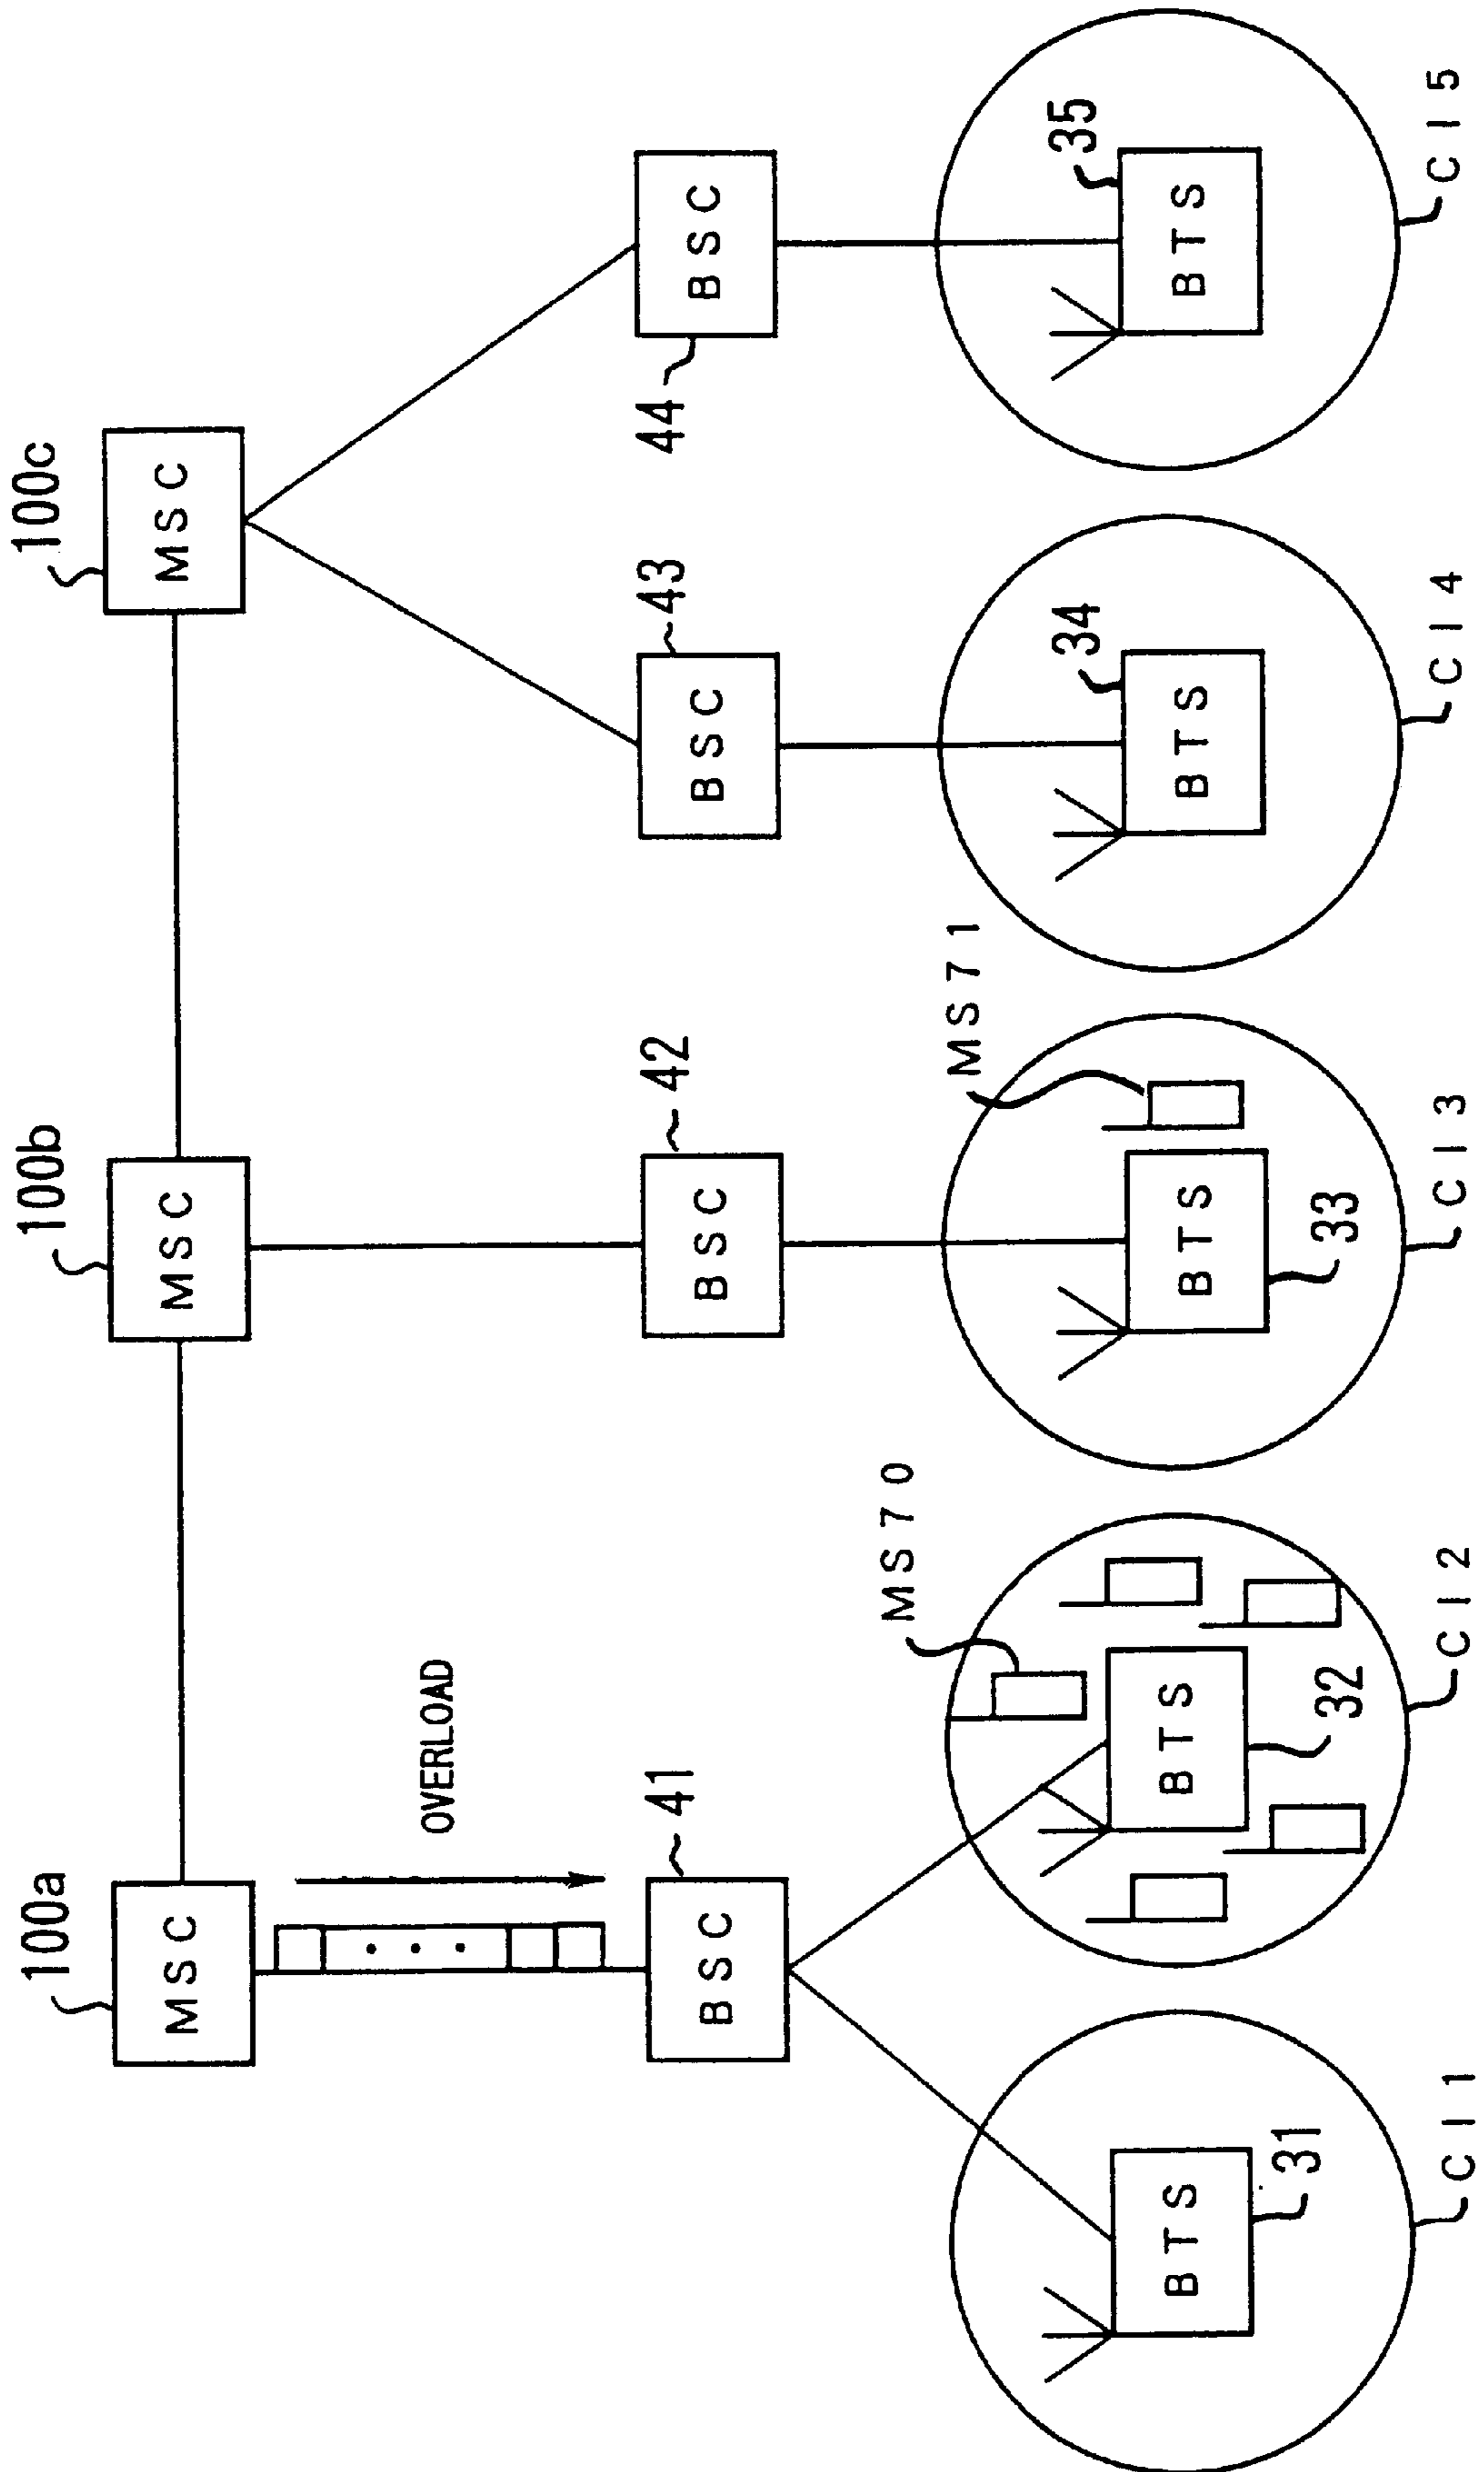 100a
100b
100c
MSC
MSC
MSC
OVERLOAD
41
42
43
44
BSC
BSC
BSC
BSC
MS70
MS71
31
32
33
34
35
BTS
BTS
BTS
BTS
BTS
CI1
CI2
CI3
CI4
CI5